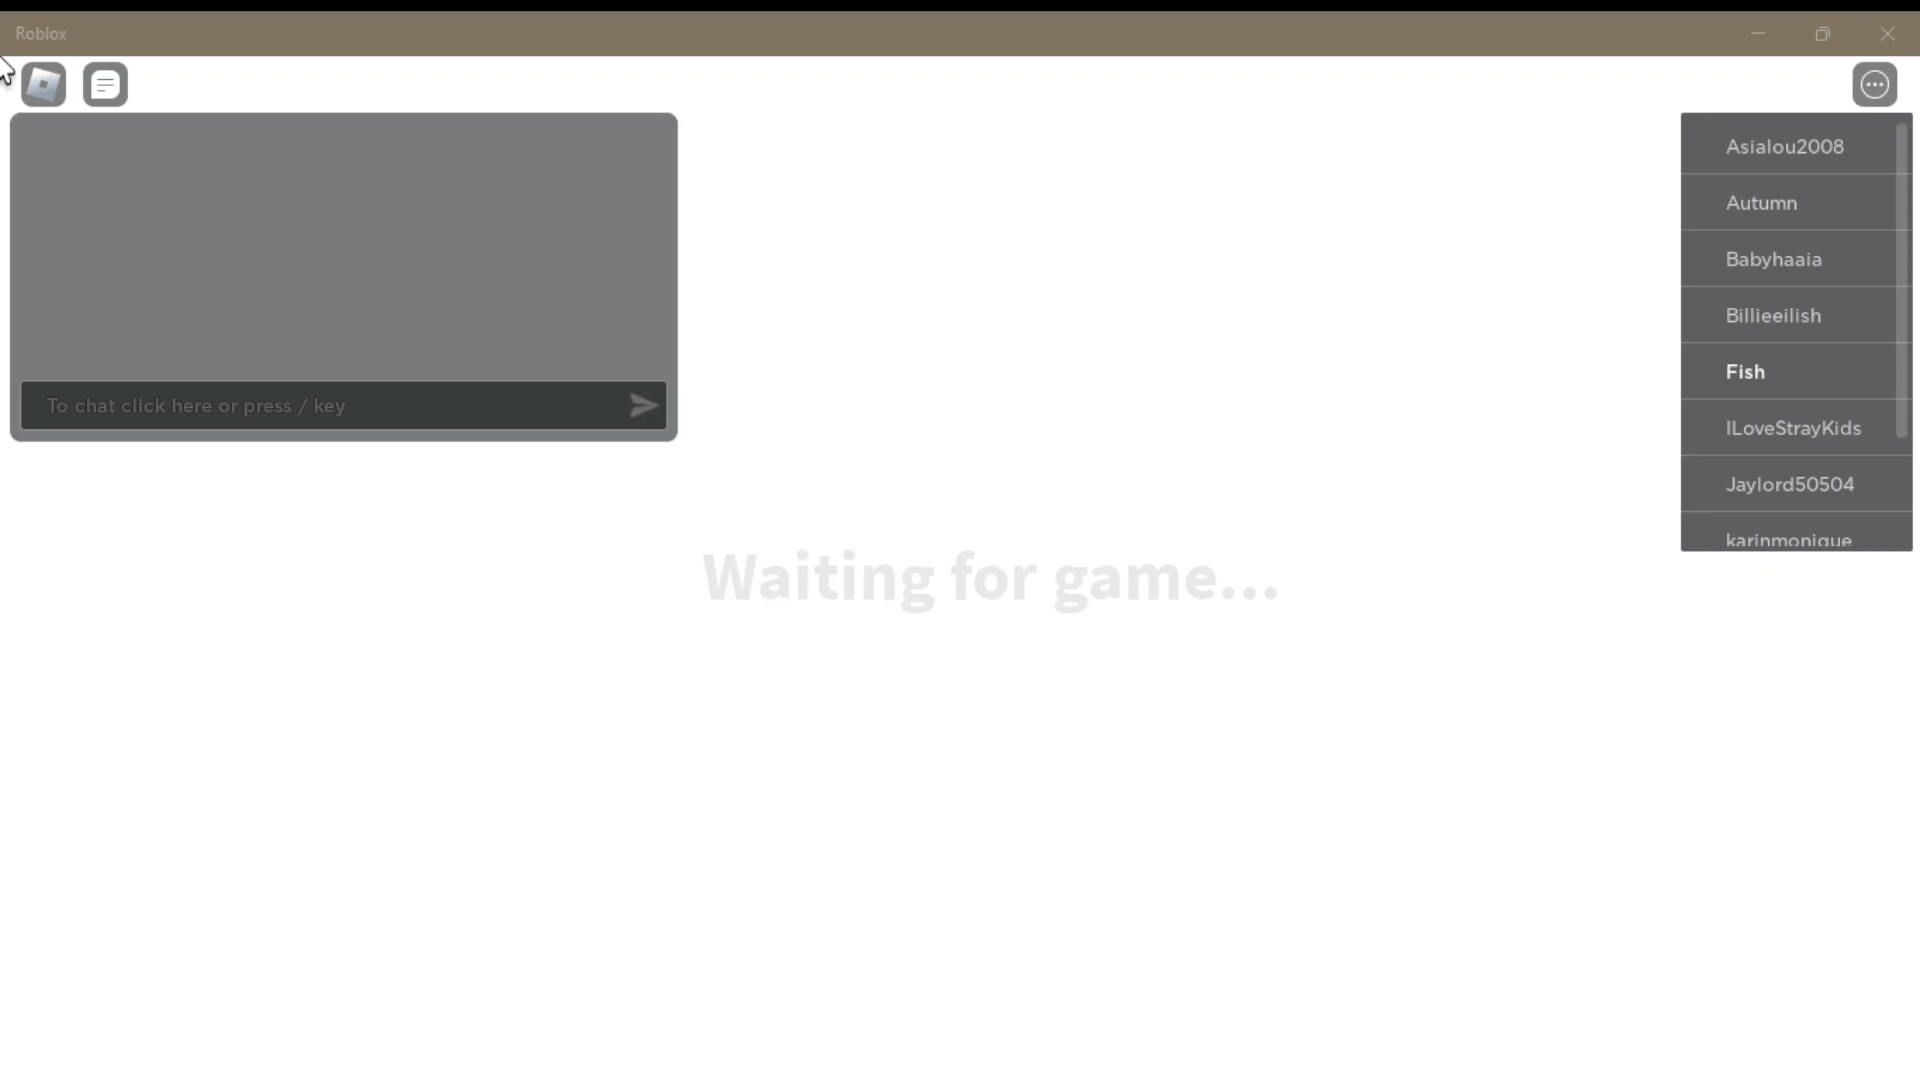 Roblox
Asialou2008
Autumn
Babyhaaia
Billieeilish
Fish
ILoveStrayKids
Jaylord50504
karinmonique
To chat click here or press / key
Waiting for game...